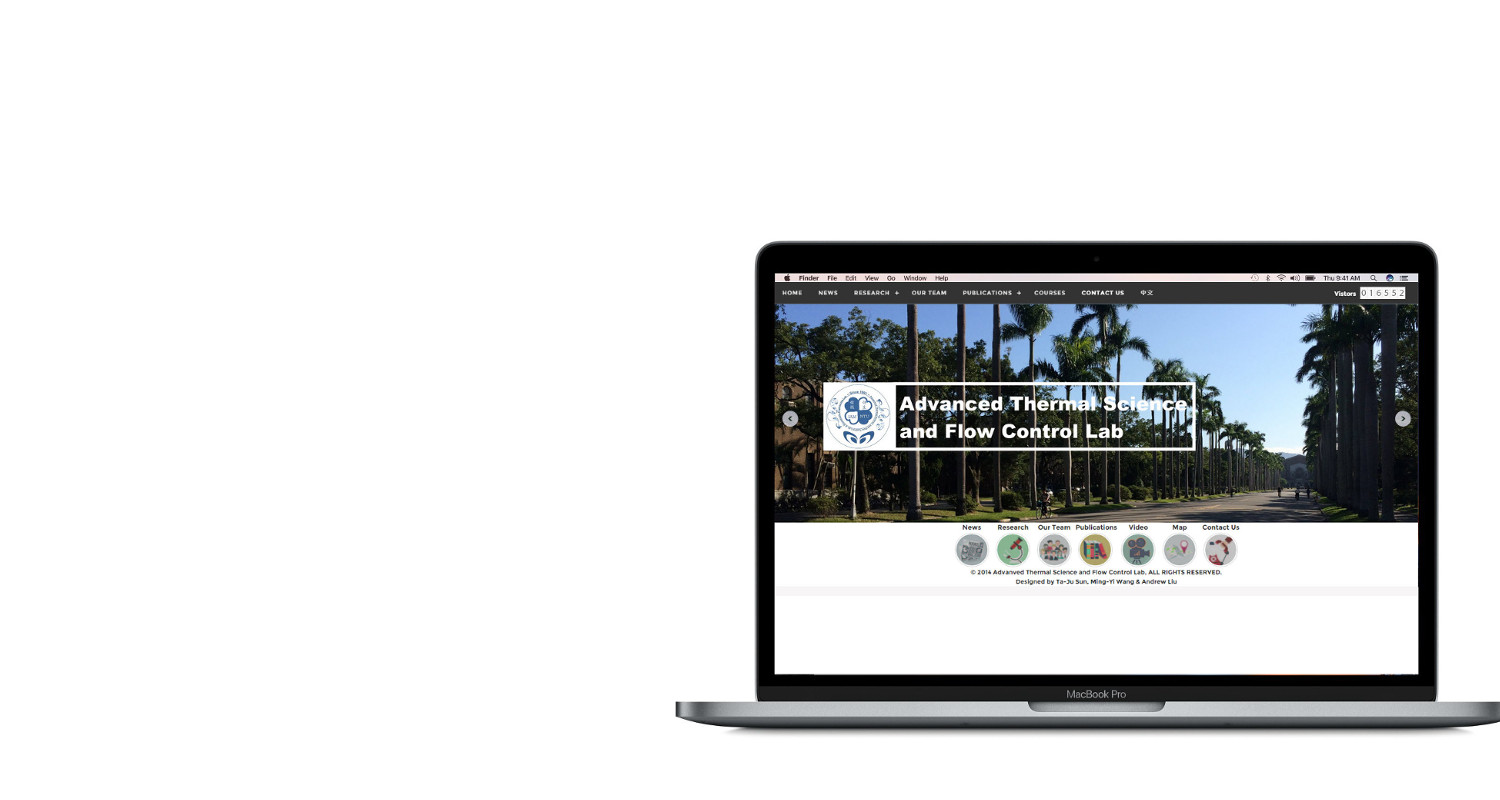 Finder File Edit View Go Window Help Thu 9:41 AM
HOME NEWS RESEARCH + OUR TEAM PUBLICATIONS + COURSES CONTACT US 中文 Vistors 016552
Advanced Thermal Science
and Flow Control Lab
News Research Our Team Publications Video Map Contact Us
© 2014 Advanved Thermal Science and Flow Control Lab, ALL RIGHTS RESERVED.
Designed by Ta-Ju Sun, Ming-Yi Wang & Andrew Liu
MacBook Pro